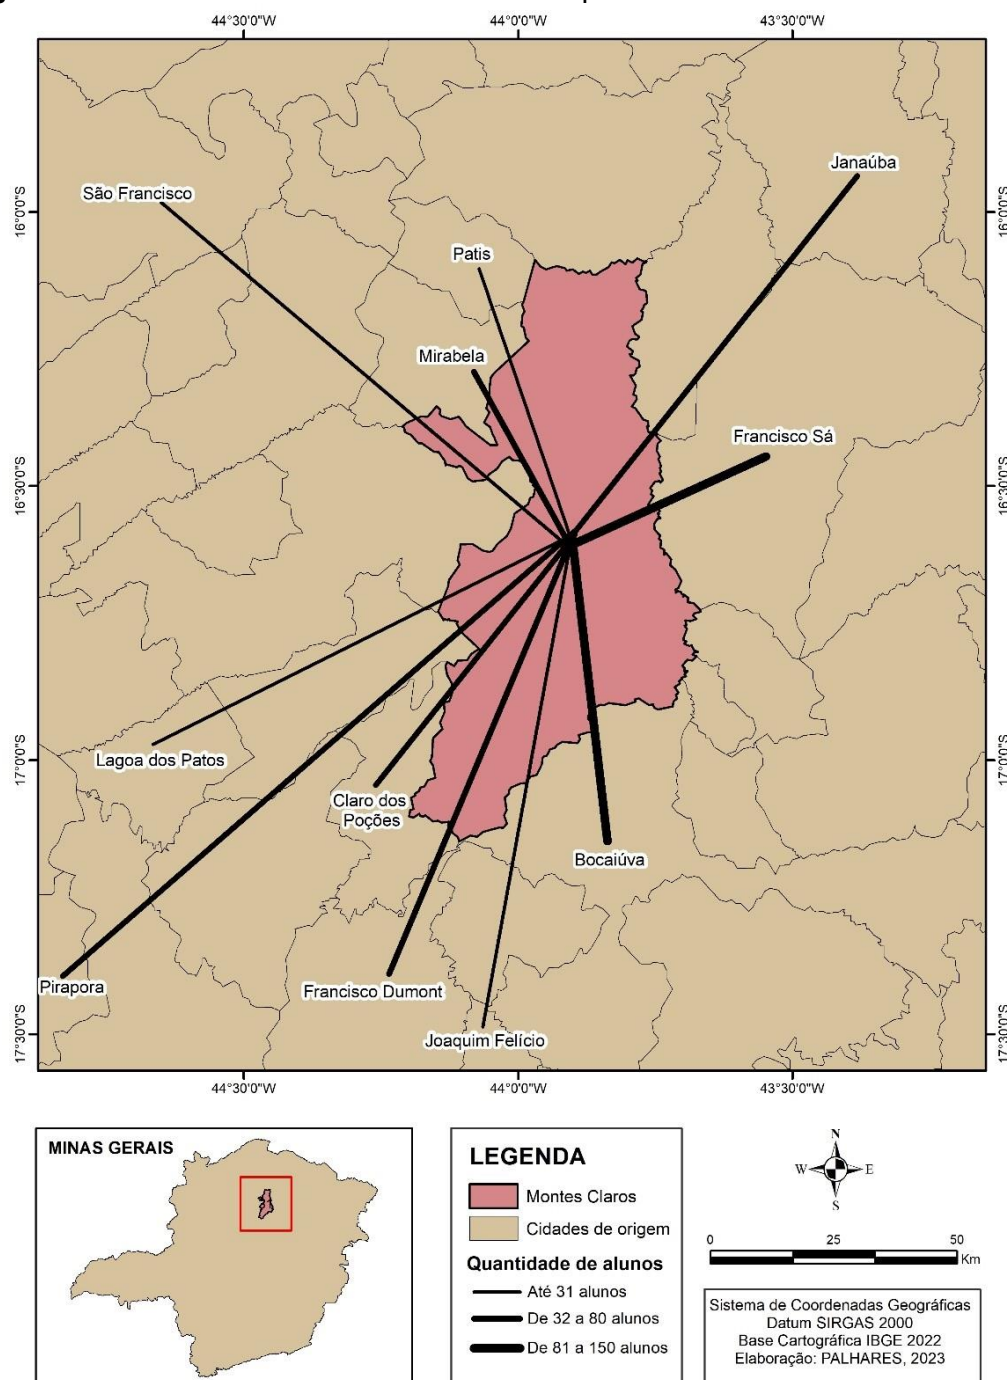 44°30'0"W
44°0'0"W
43°30'0"W
16°0'0"S
16°0'0"S
São Francisco
Janaúba
Patis
Mirabela
Francisco Sá
16°30'0"S
16°30'0"S
Lagoa dos Patos
17°0'0"S
17°0'0"S
Claro dos
Poções
Bocaiúva
Pirapora
Francisco Dumont
Joaquim Felício
17°30'0"S
17°30'0"S
44°30'0"W
44°0'0"W
43°30'0"W
MINAS GERAIS
LEGENDA
Montes Claros
Cidades de origem
Quantidade de alunos
Até 31 alunos
De 32 a 80 alunos
De 81 a 150 alunos
N
W
E
S
0
25
50
Km
Sistema de Coordenadas Geográficas
Datum SIRGAS 2000
Base Cartográfica IBGE 2022
Elaboração: PALHARES, 2023